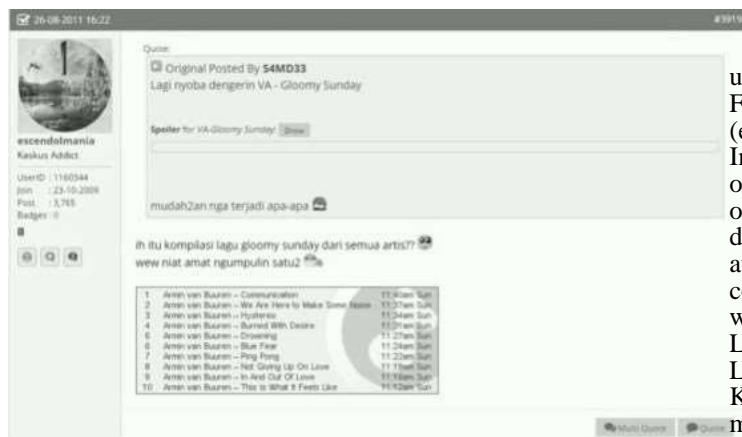 26-08-2011 16:22
#3919
Quote:
Original Posted By S4MD33
Lagi nyoba dengerin VA - Gloomy Sunday
Spoiler for VA-Gloomy Sunday: Show
mudah2an nga terjadi apa-apa
escendolmania
Kaskus Addict
UserID : 1160344
Join : 23-10-2009
Post : 3,765
Badges : 0
ih itu kompilasi lagu gloomy sunday dari semua artis??
wew niat amat ngumpulin satu2
1 Armin van Buuren – Communication 11:40am Sun
2 Armin van Buuren – We Are Here to Make Some Noise 11:37am Sun
3 Armin van Buuren – Hystereo 11:34am Sun
4 Armin van Buuren – Burned With Desire 11:31am Sun
5 Armin van Buuren – Drowning 11:27am Sun
6 Armin van Buuren – Blue Fear 11:24am Sun
7 Armin van Buuren – Ping Pong 11:22am Sun
8 Armin van Buuren – Not Giving Up On Love 11:19am Sun
9 Armin van Buuren – In And Out Of Love 11:16am Sun
10 Armin van Buuren – This Is What It Feels Like 11:12am Sun
Multi Quote Quote